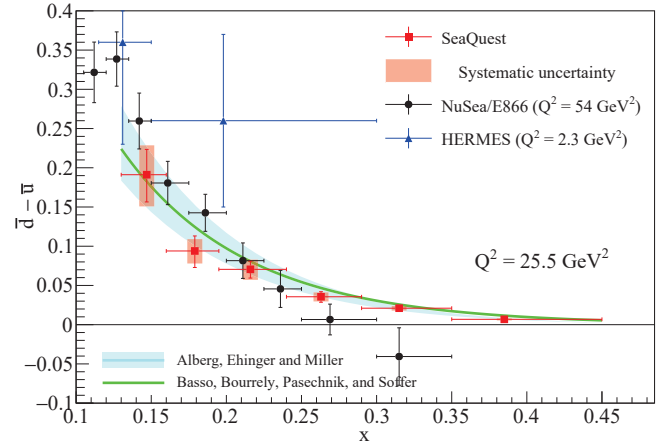 0.4
0.35
0.3
0.25
0.2
0.15
0.1
0.05
0
−0.05
−0.1
d̅ − u̅
SeaQuest
Systematic uncertainty
NuSea/E866 (Q² = 54 GeV²)
HERMES (Q² = 2.3 GeV²)
Q² = 25.5 GeV²
Alberg, Ehinger and Miller
Basso, Bourrely, Pasechnik, and Soffer
0.1 0.15 0.2 0.25 0.3 0.35 0.4 0.45
x